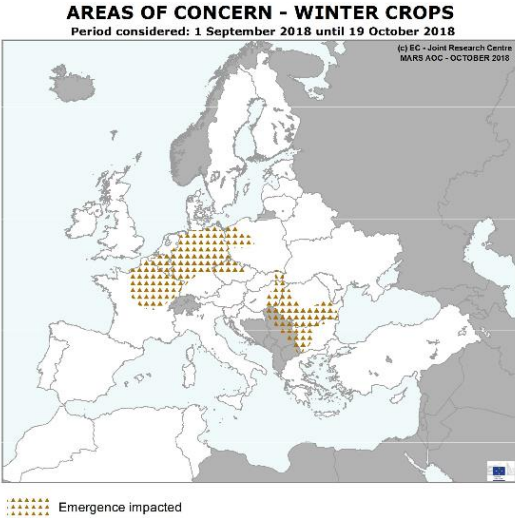 AREAS OF CONCERN - WINTER CROPS
Period considered: 1 September 2018 until 19 October 2018
(c) EC - Joint Research Centre
MARS AOC - OCTOBER 2018
Emergence impacted